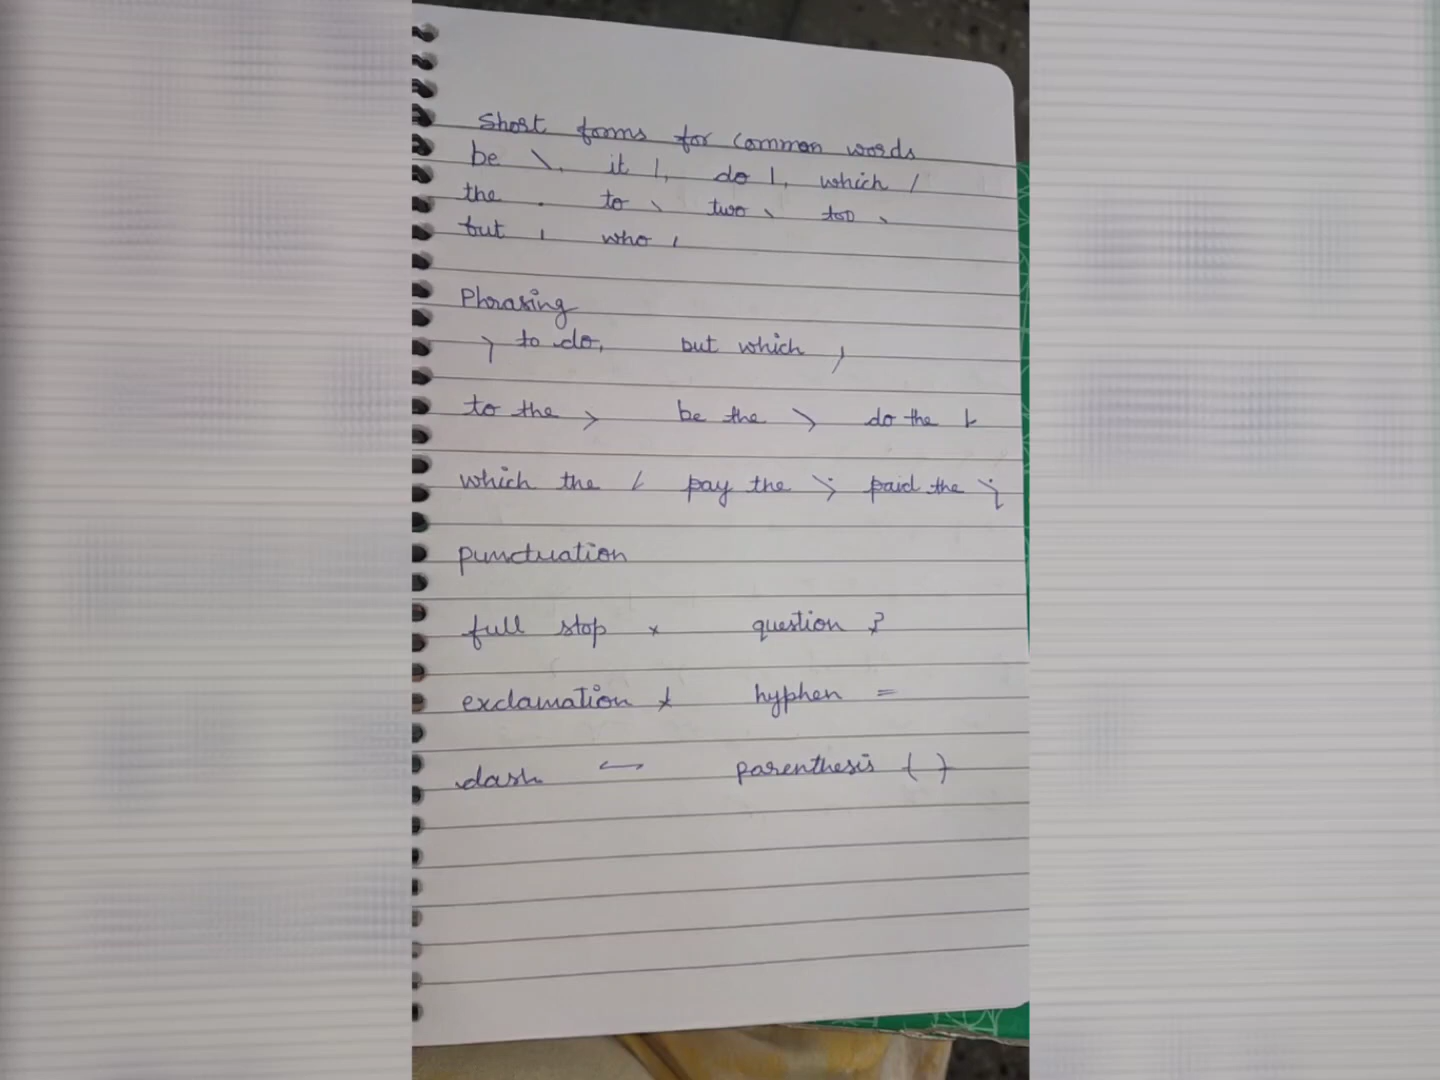 Short forms for common words
be \, it |, do |, which /
the . to \ two \ too \
but ı who ı
Phrasing
to do, but which
to the > be the > do the
which the pay the paid the
punctuation
full stop × question ?
exclamation hyphen =
dash parenthesis ( )